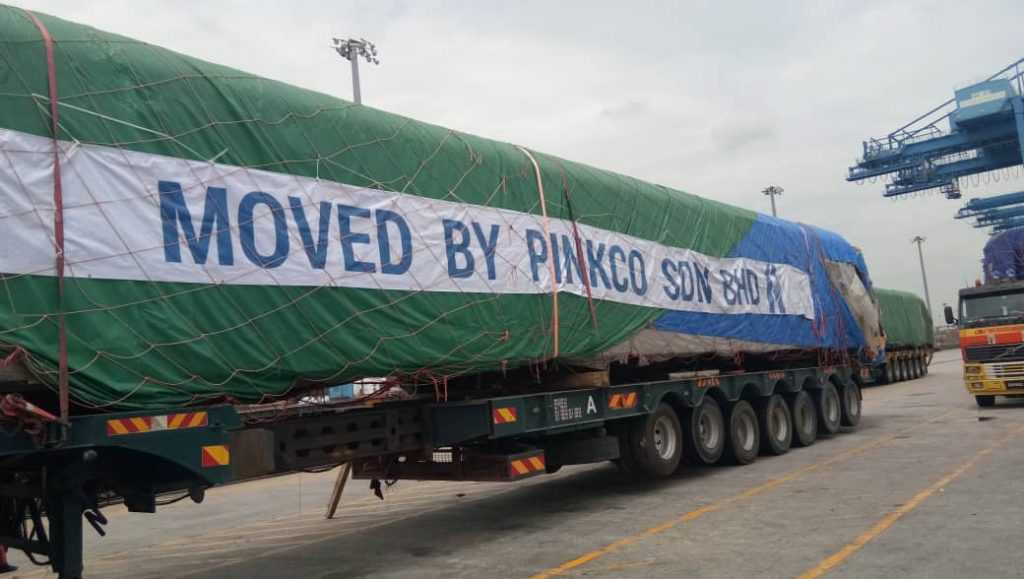 MOVED BY PINKCO SDN BHD
A